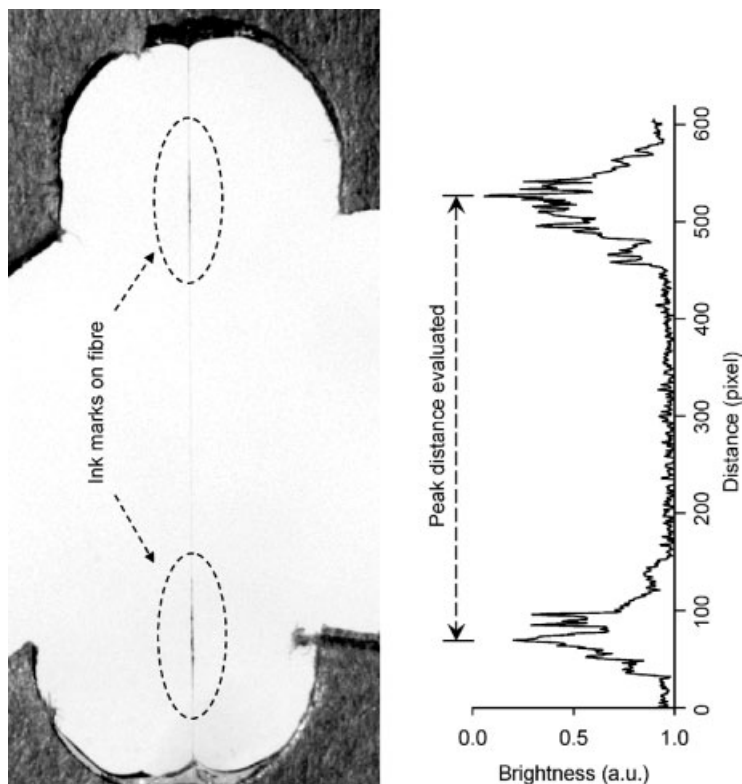 Ink marks on fibre
Peak distance evaluated
600
500
400
300
200
100
0
Distance (pixel)
0.0
0.5
1.0
Brightness (a.u.)